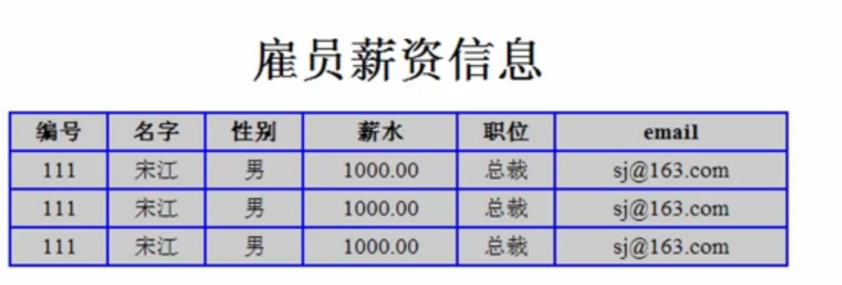 雇员薪资信息
编号 名字 性别 薪水 职位 email
111 宋江 男 1000.00 总裁 sj@163.com
111 宋江 男 1000.00 总裁 sj@163.com
111 宋江 男 1000.00 总裁 sj@163.com